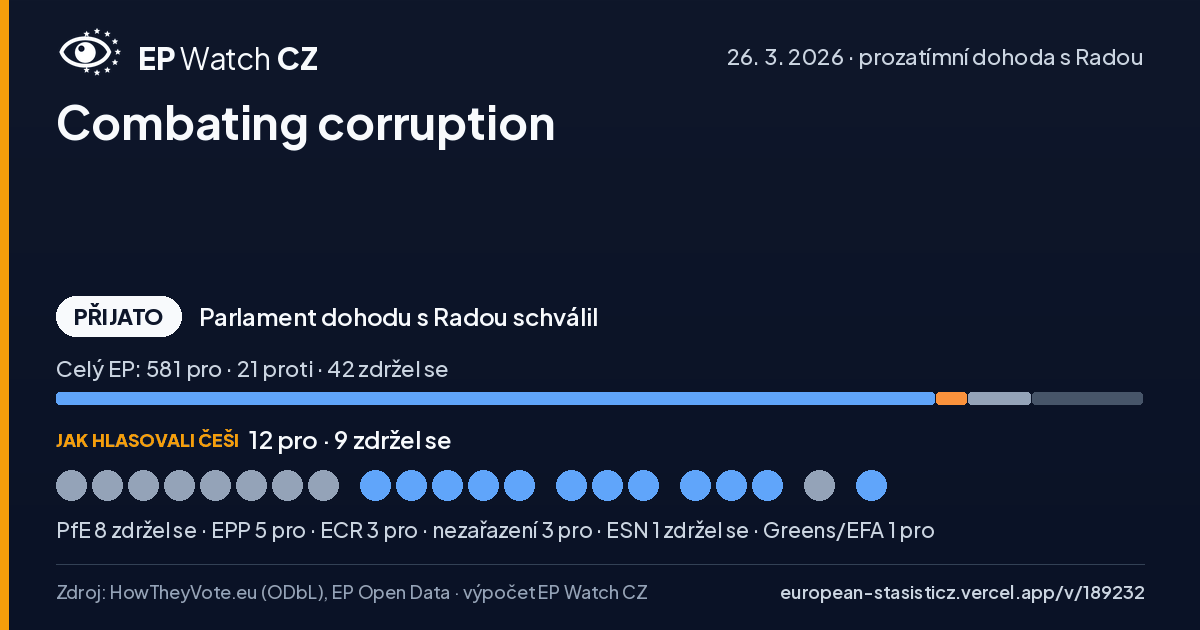 EP Watch CZ
26. 3. 2026 · prozatímní dohoda s Radou
Combating corruption
PŘIJATO Parlament dohodu s Radou schválil
Celý EP: 581 pro · 21 proti · 42 zdržel se
JAK HLASOVALI ČEŠI 12 pro · 9 zdržel se
PfE 8 zdržel se · EPP 5 pro · ECR 3 pro · nezařazení 3 pro · ESN 1 zdržel se · Greens/EFA 1 pro
Zdroj: HowTheyVote.eu (ODbL), EP Open Data · výpočet EP Watch CZ
european-stasisticz.vercel.app/v/189232